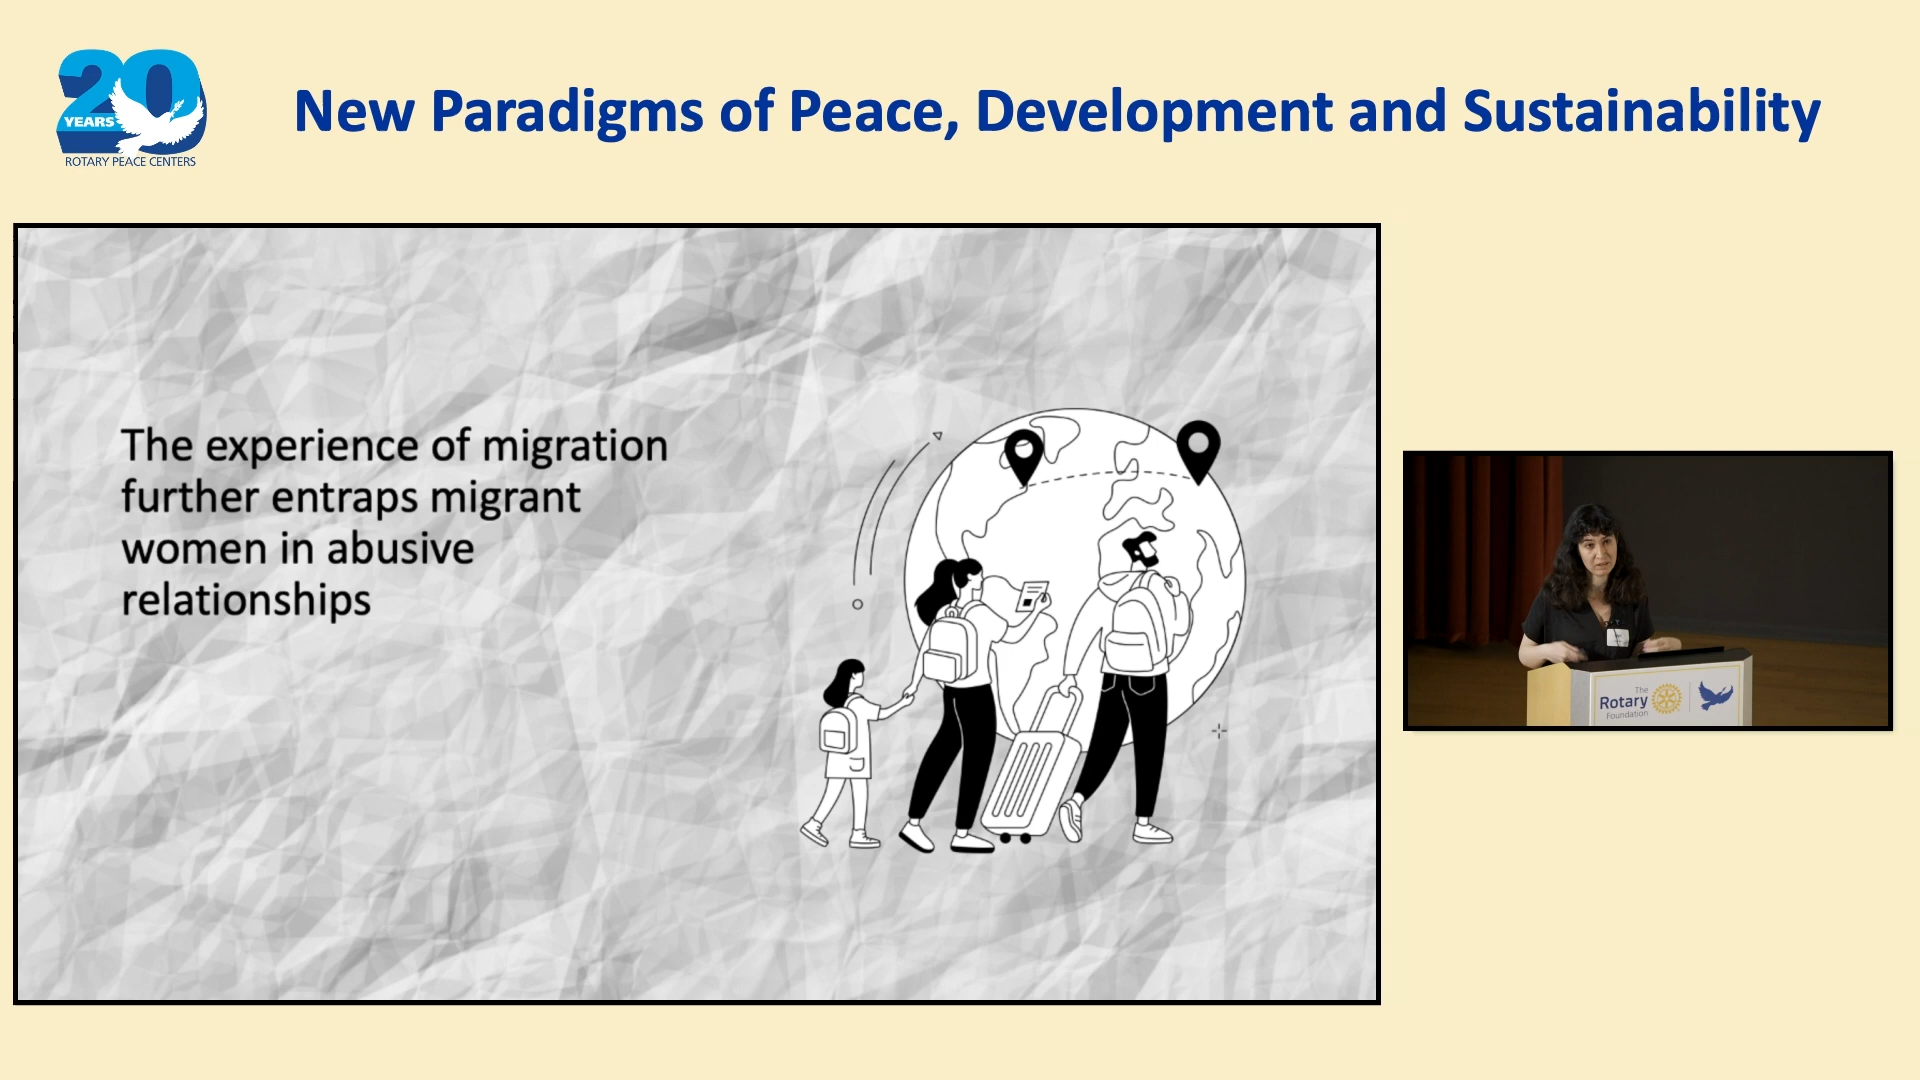 20
YEARS
ROTARY PEACE CENTERS
New Paradigms of Peace, Development and Sustainability
The experience of migration
further entraps migrant
women in abusive
relationships
The
Rotary
Foundation